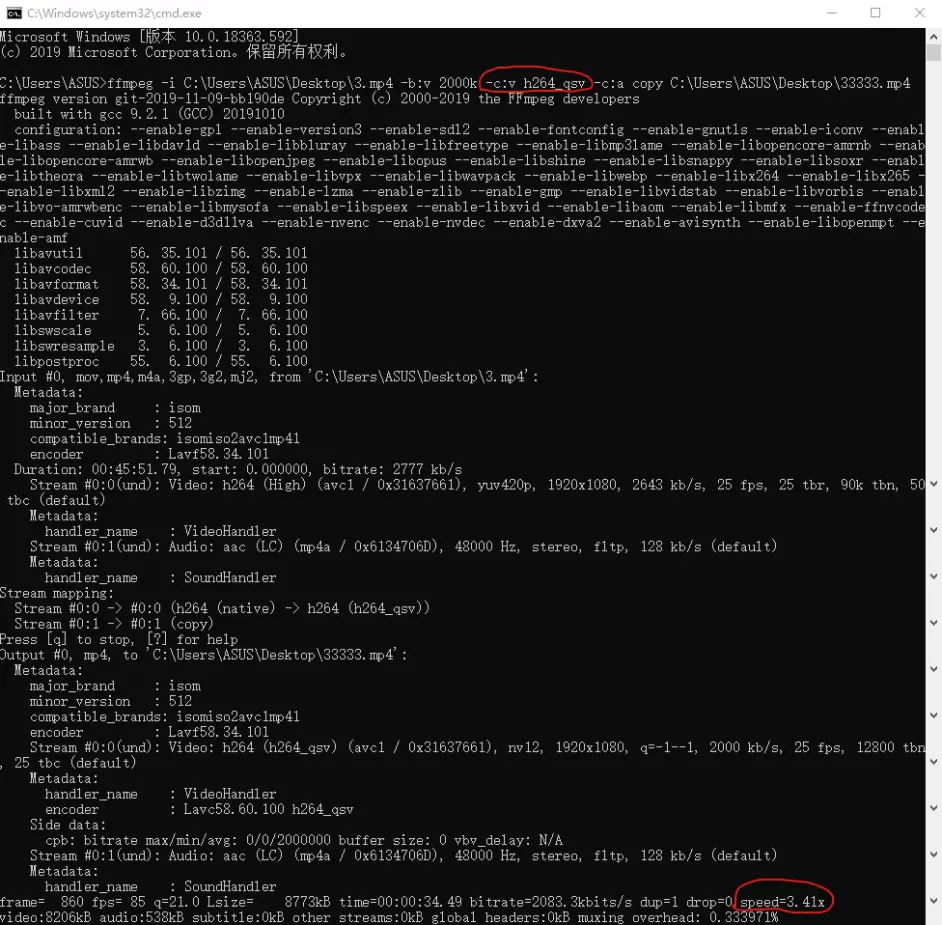 C:\Windows\system32\cmd.exe
Microsoft Windows [版本 10.0.18363.592]
(c) 2019 Microsoft Corporation。保留所有权利。
C:\Users\ASUS>ffmpeg -i C:\Users\ASUS\Desktop\3.mp4 -b:v 2000k -c:v h264_qsv -c:a copy C:\Users\ASUS\Desktop\33333.mp4
ffmpeg version git-2019-11-09-bb190de Copyright (c) 2000-2019 the FFmpeg developers
built with gcc 9.2.1 (GCC) 20191010
configuration: --enable-gpl --enable-version3 --enable-sdl2 --enable-fontconfig --enable-gnutls --enable-iconv --enabl
e-libass --enable-libdav1d --enable-libbluray --enable-libfreetype --enable-libmp3lame --enable-libopencore-amrnb --enab
le-libopencore-amrwb --enable-libopenjpeg --enable-libopus --enable-libshine --enable-libsnappy --enable-libsoxr --enabl
e-libtheora --enable-libtwolame --enable-libvpx --enable-libwavpack --enable-libwebp --enable-libx264 --enable-libx265 -
-enable-libxml2 --enable-libzimg --enable-lzma --enable-zlib --enable-gmp --enable-libvidstab --enable-libvorbis --enabl
e-libvo-amrwbenc --enable-libmysofa --enable-libspeex --enable-libxvid --enable-libaom --enable-libmfx --enable-ffnvcode
c --enable-cuvid --enable-d3d11va --enable-nvenc --enable-nvdec --enable-dxva2 --enable-avisynth --enable-libopenmpt --e
nable-amf
libavutil 56. 35.101 / 56. 35.101
libavcodec 58. 60.100 / 58. 60.100
libavformat 58. 34.101 / 58. 34.101
libavdevice 58. 9.100 / 58. 9.100
libavfilter 7. 66.100 / 7. 66.100
libswscale 5. 6.100 / 5. 6.100
libswresample 3. 6.100 / 3. 6.100
libpostproc 55. 6.100 / 55. 6.100
Input #0, mov,mp4,m4a,3gp,3g2,mj2, from 'C:\Users\ASUS\Desktop\3.mp4':
Metadata:
major_brand : isom
minor_version : 512
compatible_brands: isomiso2avc1mp41
encoder : Lavf58.34.101
Duration: 00:45:51.79, start: 0.000000, bitrate: 2777 kb/s
Stream #0:0(und): Video: h264 (High) (avc1 / 0x31637661), yuv420p, 1920x1080, 2643 kb/s, 25 fps, 25 tbr, 90k tbn, 50
tbc (default)
Metadata:
handler_name : VideoHandler
Stream #0:1(und): Audio: aac (LC) (mp4a / 0x6134706D), 48000 Hz, stereo, fltp, 128 kb/s (default)
Metadata:
handler_name : SoundHandler
Stream mapping:
Stream #0:0 -> #0:0 (h264 (native) -> h264 (h264_qsv))
Stream #0:1 -> #0:1 (copy)
Press [q] to stop, [?] for help
Output #0, mp4, to 'C:\Users\ASUS\Desktop\33333.mp4':
Metadata:
major_brand : isom
minor_version : 512
compatible_brands: isomiso2avc1mp41
encoder : Lavf58.34.101
Stream #0:0(und): Video: h264 (h264_qsv) (avc1 / 0x31637661), nv12, 1920x1080, q=-1--1, 2000 kb/s, 25 fps, 12800 tbn
, 25 tbc (default)
Metadata:
handler_name : VideoHandler
encoder : Lavc58.60.100 h264_qsv
Side data:
cpb: bitrate max/min/avg: 0/0/2000000 buffer size: 0 vbv_delay: N/A
Stream #0:1(und): Audio: aac (LC) (mp4a / 0x6134706D), 48000 Hz, stereo, fltp, 128 kb/s (default)
Metadata:
handler_name : SoundHandler
frame= 860 fps= 85 q=21.0 Lsize= 8773kB time=00:00:34.49 bitrate=2083.3kbits/s dup=1 drop=0 speed=3.41x
video:8206kB audio:538kB subtitle:0kB other streams:0kB global headers:0kB muxing overhead: 0.333971%